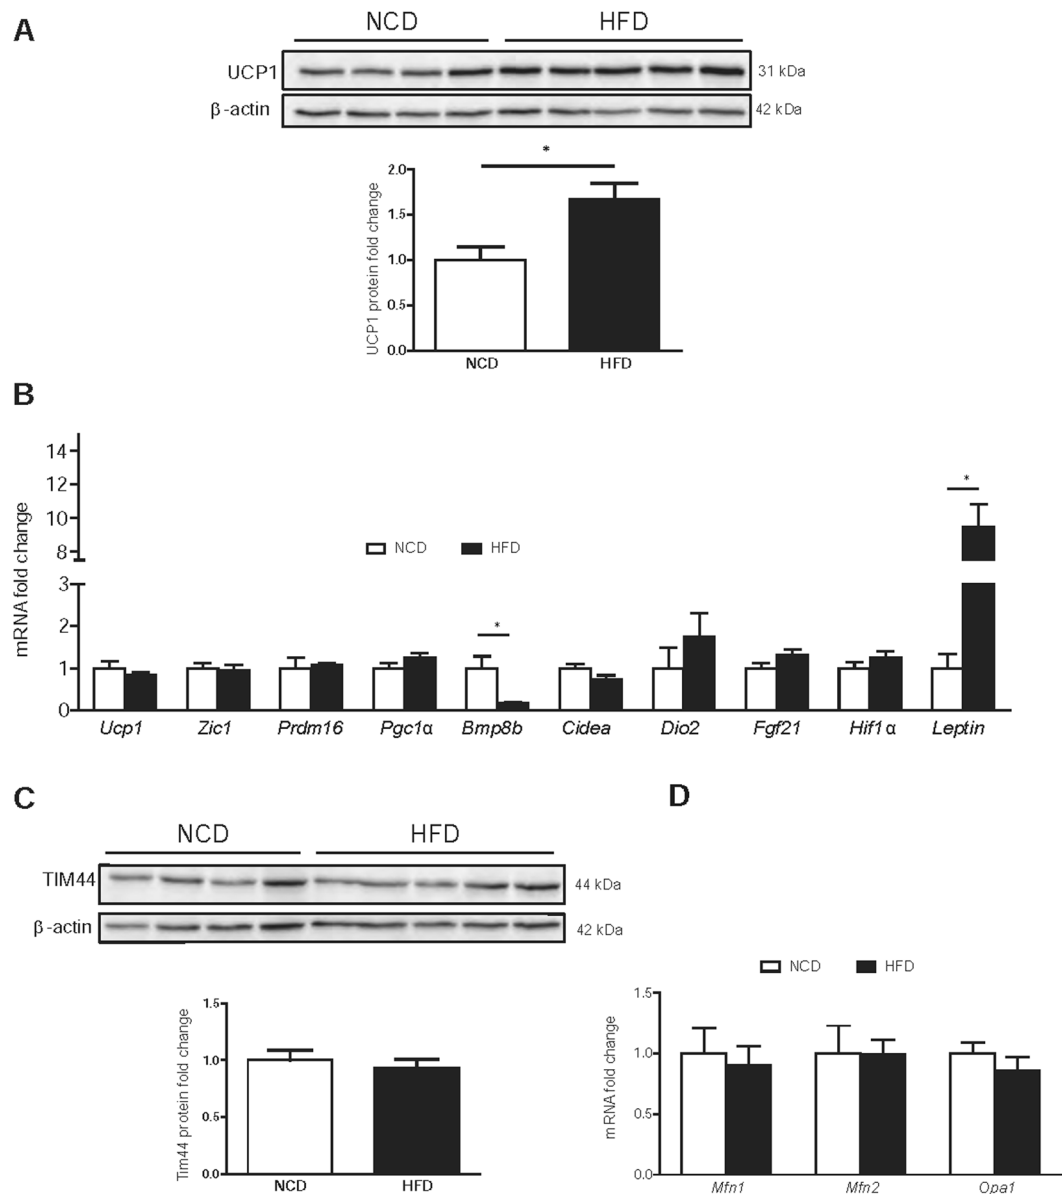 A
NCD HFD
UCP1 31 kDa
β-actin 42 kDa
*
UCP1 protein fold change
2.0
1.5
1.0
0.5
0.0
NCD HFD
B
mRNA fold change
14
12
10
8
3
2
1
0
NCD HFD
*
*
Ucp1 Zic1 Prdm16 Pgc1α Bmp8b Cidea Dio2 Fgf21 Hif1α Leptin
C
NCD HFD
TIM44 44 kDa
β-actin 42 kDa
Tim44 protein fold change
1.5
1.0
0.5
0.0
NCD HFD
D
NCD HFD
mRNA fold change
1.5
1.0
0.5
0.0
Mfn1 Mfn2 Opa1